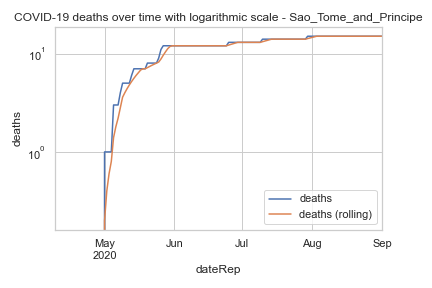 COVID-19 deaths over time with logarithmic scale - Sao_Tome_and_Principe
10¹
10⁰
deaths
deaths
deaths (rolling)
May Jun Jul Aug Sep
2020
dateRep